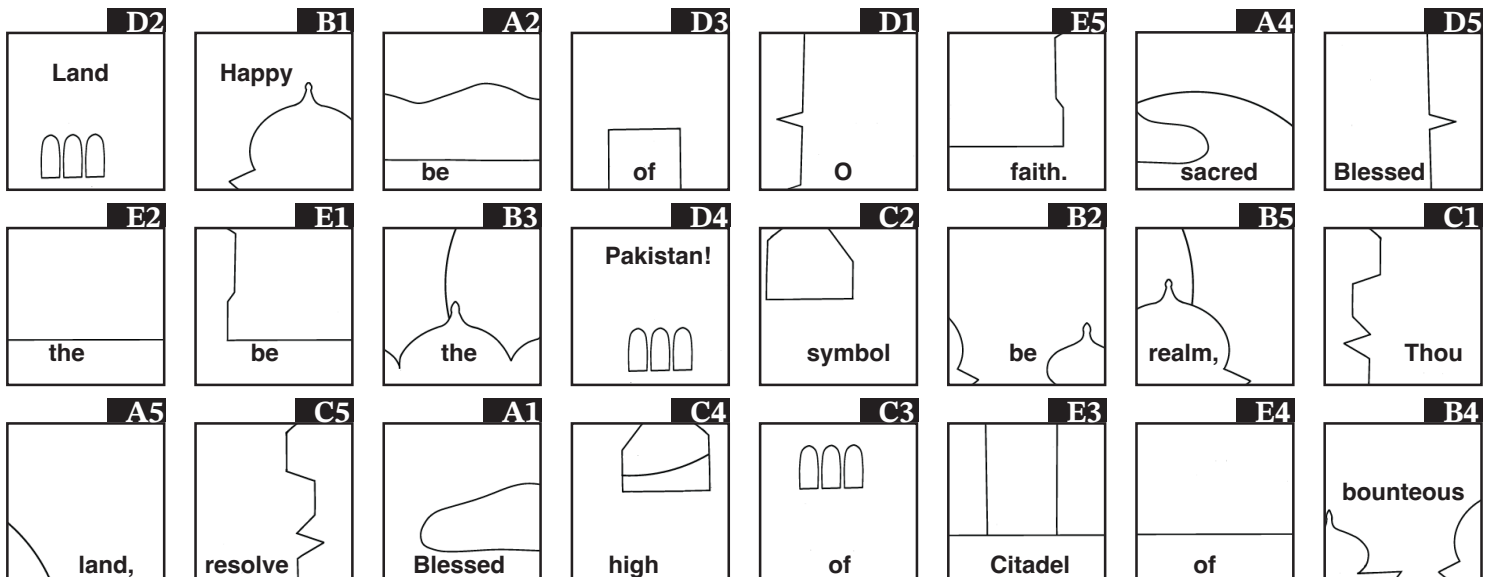 D2 B1 A2 D3 D1 E5 A4 D5
Land Happy be of O faith. sacred Blessed
E2 E1 B3 D4 C2 B2 B5 C1
the be the Pakistan! symbol be realm, Thou
A5 C5 A1 C4 C3 E3 E4 B4
land, resolve Blessed high of Citadel of bounteous